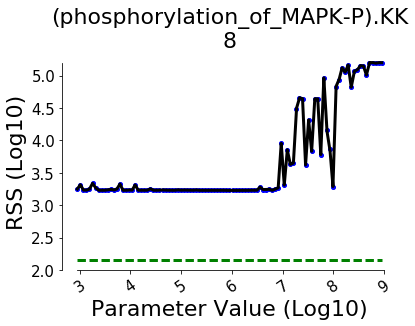 (phosphorylation_of_MAPK-P).KK
8
5.0
4.5
4.0
3.5
3.0
2.5
2.0
RSS (Log10)
3 4 5 6 7 8 9
Parameter Value (Log10)